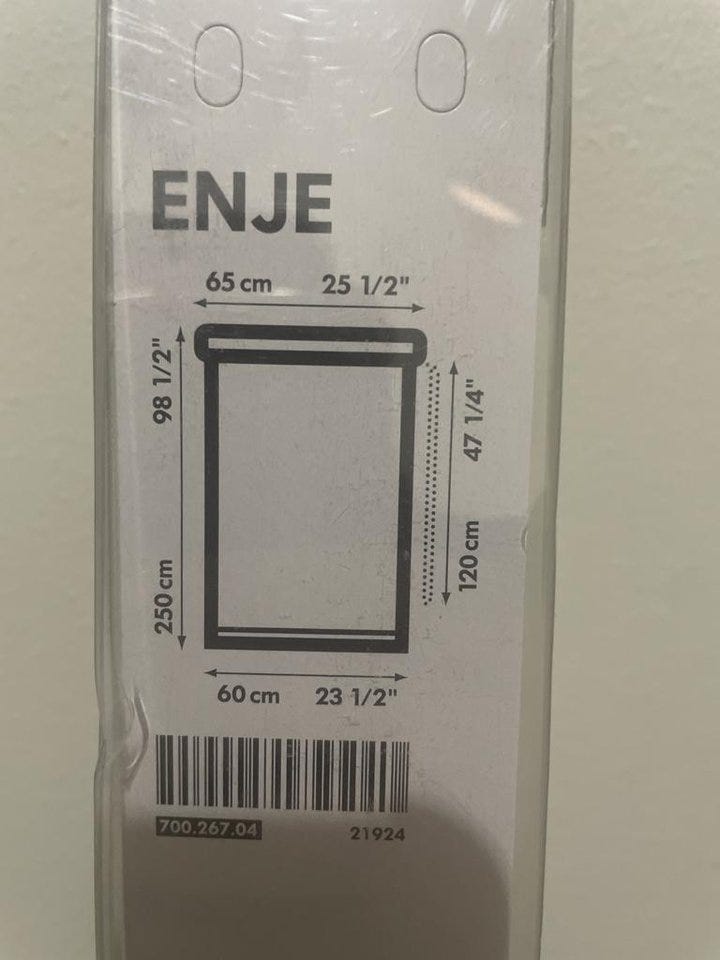 ENJE
65 cm 25 1/2"
98 1/2"
250 cm
47 1/4"
120 cm
60 cm 23 1/2"
700.267.04 21924